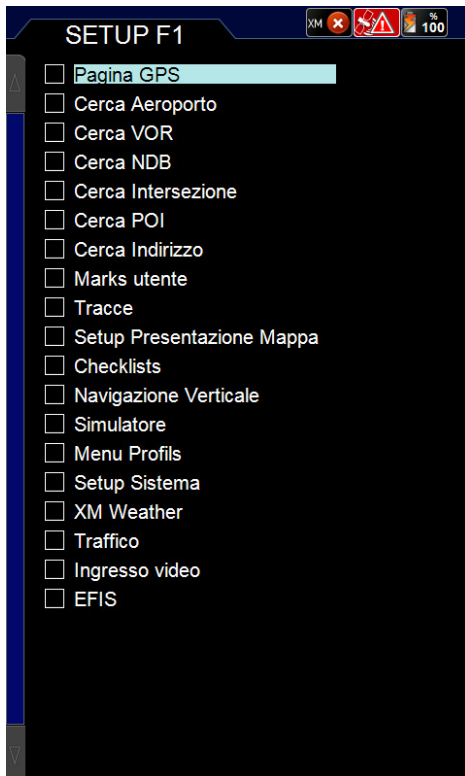 SETUP F1
XM
%
100
Pagina GPS
Cerca Aeroporto
Cerca VOR
Cerca NDB
Cerca Intersezione
Cerca POI
Cerca Indirizzo
Marks utente
Tracce
Setup Presentazione Mappa
Checklists
Navigazione Verticale
Simulatore
Menu Profils
Setup Sistema
XM Weather
Traffico
Ingresso video
EFIS